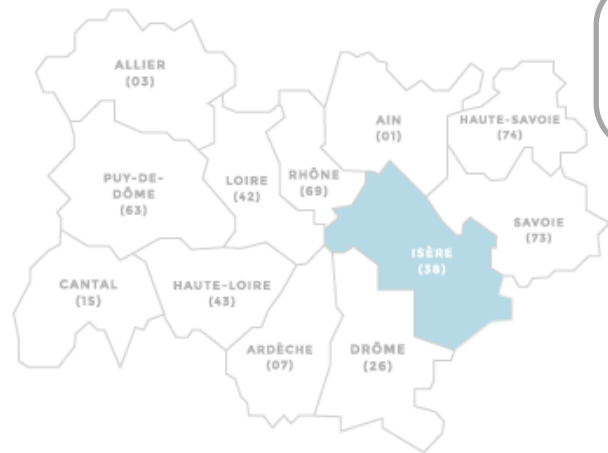 ALLIER
(03)
AIN
(01)
HAUTE-SAVOIE
(74)
PUY-DE-
DÔME
(63)
LOIRE
(42)
RHÔNE
(69)
SAVOIE
(73)
ISÈRE
(38)
CANTAL
(15)
HAUTE-LOIRE
(43)
ARDÈCHE
(07)
DRÔME
(26)